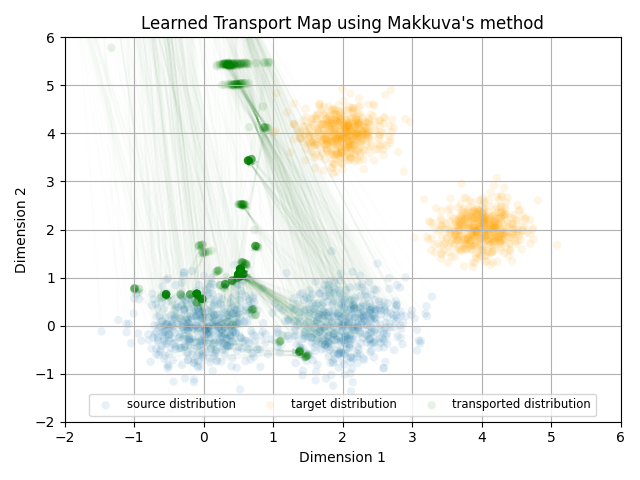 Learned Transport Map using Makkuva's method
6
5
4
3
2
1
0
−1
−2
Dimension 2
source distribution
target distribution
transported distribution
−2 −1 0 1 2 3 4 5 6
Dimension 1